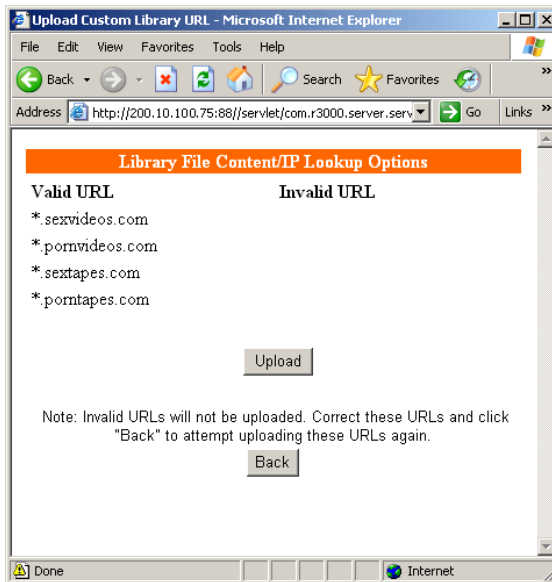 Upload Custom Library URL - Microsoft Internet Explorer
File Edit View Favorites Tools Help
Back Search Favorites »
Address http://200.10.100.75:88//servlet/com.r3000.server.serv Go Links »
Library File Content/IP Lookup Options
Valid URL Invalid URL
*.sexvideos.com
*.pornvideos.com
*.sextapes.com
*.porntapes.com
Upload
Note: Invalid URLs will not be uploaded. Correct these URLs and click
"Back" to attempt uploading these URLs again.
Back
Done Internet